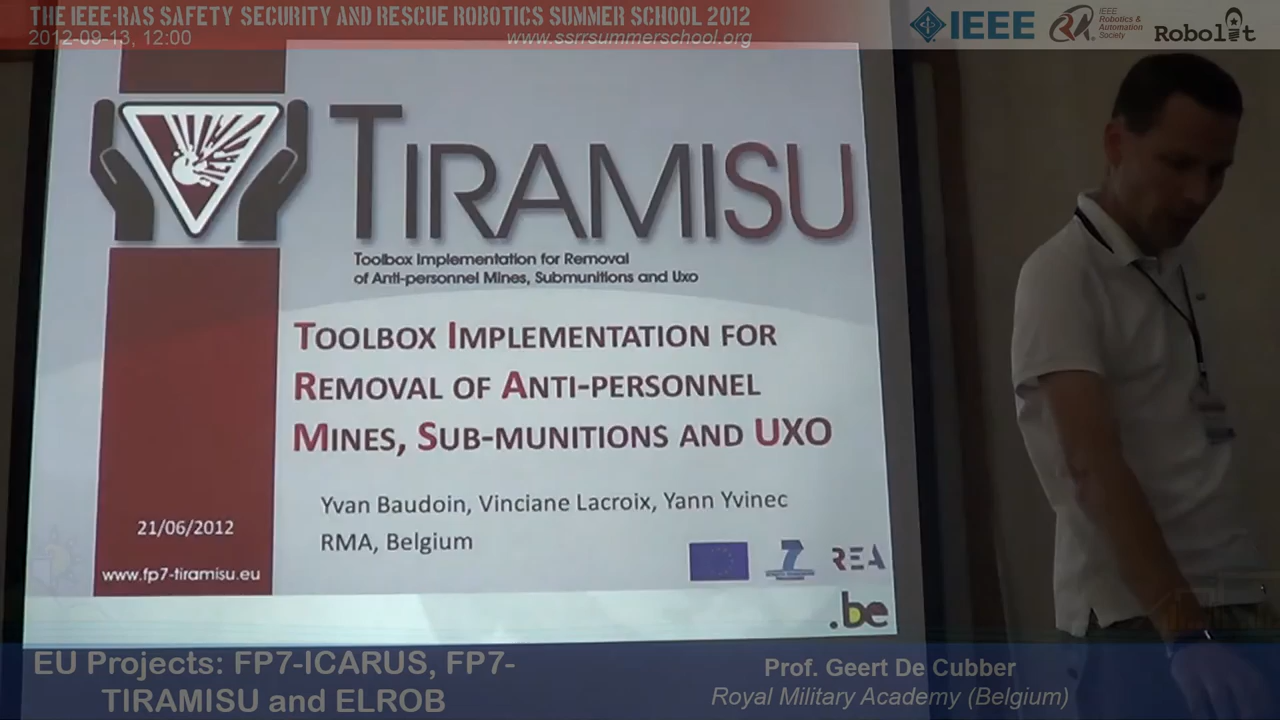 THE IEEE-RAS SAFETY SECURITY AND RESCUE ROBOTICS SUMMER SCHOOL 2012
2012-09-13, 12:00
www.ssrrsummerschool.org
IEEE
IEEE
Robotics &
Automation
Society
Robolit
TIRAMISU
Toolbox Implementation for Removal
of Anti-personnel Mines, Submunitions and Uxo
TOOLBOX IMPLEMENTATION FOR
REMOVAL OF ANTI-PERSONNEL
MINES, SUB-MUNITIONS AND UXO
Yvan Baudoin, Vinciane Lacroix, Yann Yvinec
RMA, Belgium
21/06/2012
www.fp7-tiramisu.eu
7
REA
.be
EU Projects: FP7-ICARUS, FP7-
TIRAMISU and ELROB
Prof. Geert De Cubber
Royal Military Academy (Belgium)